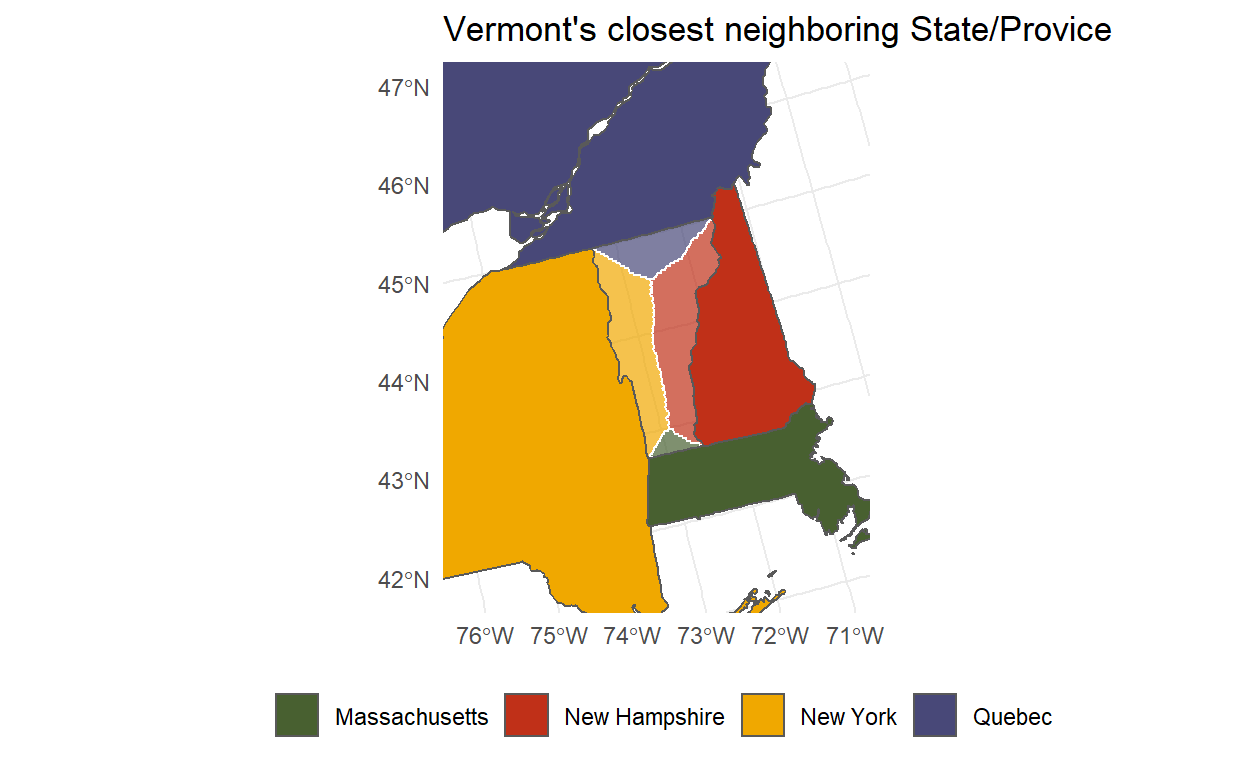 Vermont's closest neighboring State/Provice
47°N
46°N
45°N
44°N
43°N
42°N
76°W 75°W 74°W 73°W 72°W 71°W
Massachusetts New Hampshire New York Quebec